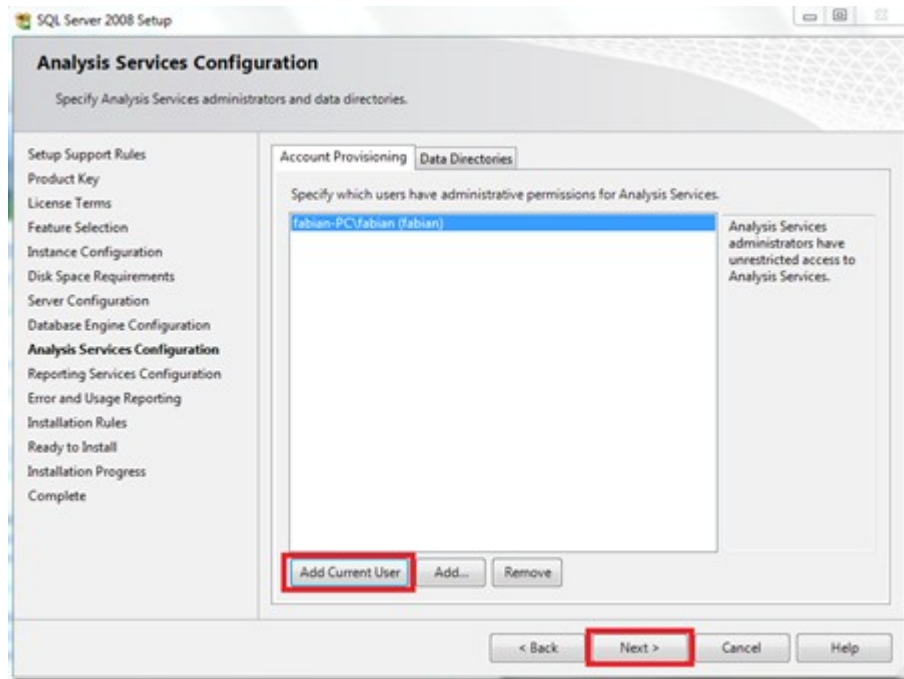 SQL Server 2008 Setup
Analysis Services Configuration
Specify Analysis Services administrators and data directories.
Setup Support Rules
Product Key
License Terms
Feature Selection
Instance Configuration
Disk Space Requirements
Server Configuration
Database Engine Configuration
Analysis Services Configuration
Reporting Services Configuration
Error and Usage Reporting
Installation Rules
Ready to Install
Installation Progress
Complete
Account Provisioning Data Directories
Specify which users have administrative permissions for Analysis Services.
fabian-PC\fabian (fabian)
Analysis Services
administrators have
unrestricted access to
Analysis Services.
Add Current User Add... Remove
< Back Next > Cancel Help